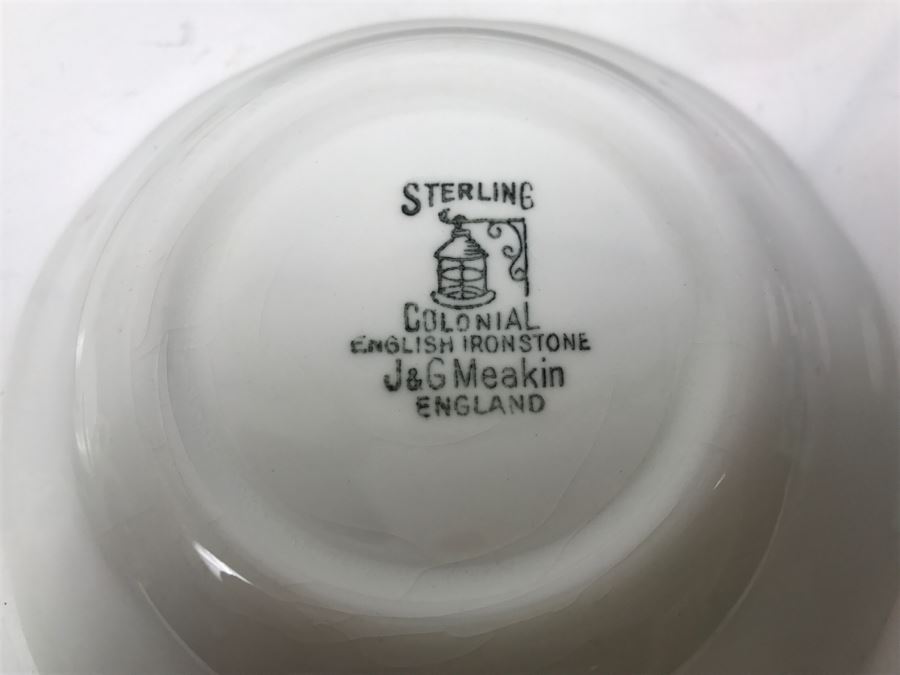 STERLING
COLONIAL
ENGLISH IRONSTONE
J&G Meakin
ENGLAND